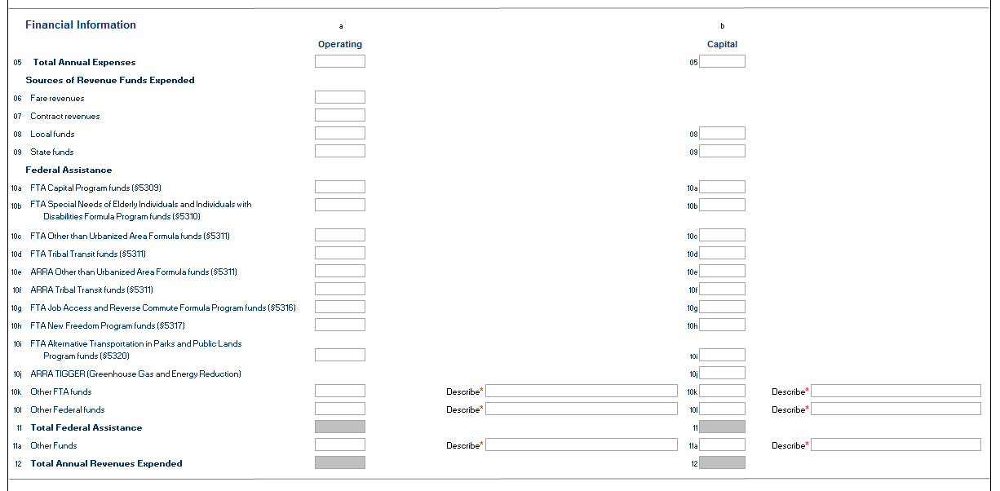 Financial Information a b
Operating Capital
05 Total Annual Expenses 05
Sources of Revenue Funds Expended
06 Fare revenues
07 Contract revenues
08 Local funds 08
09 State funds 09
Federal Assistance
10a FTA Capital Program funds (§5309) 10a
10b FTA Special Needs of Elderly Individuals and Individuals with 10b
Disabilities Formula Program funds (§5310)
10c FTA Other than Urbanized Area Formula funds (§5311) 10c
10d FTA Tribal Transit funds (§5311) 10d
10e ARRA Other than Urbanized Area Formula funds (§5311) 10e
10f ARRA Tribal Transit funds (§5311) 10f
10g FTA Job Access and Reverse Commute Formula Program funds (§5316) 10g
10h FTA New Freedom Program funds (§5317) 10h
10i FTA Alternative Transportation in Parks and Public Lands
Program funds (§5320) 10i
10j ARRA TIGGER (Greenhouse Gas and Energy Reduction) 10j
10k Other FTA funds Describe* 10k Describe*
10l Other Federal funds Describe* 10l Describe*
11 Total Federal Assistance 11
11a Other Funds Describe* 11a Describe*
12 Total Annual Revenues Expended 12